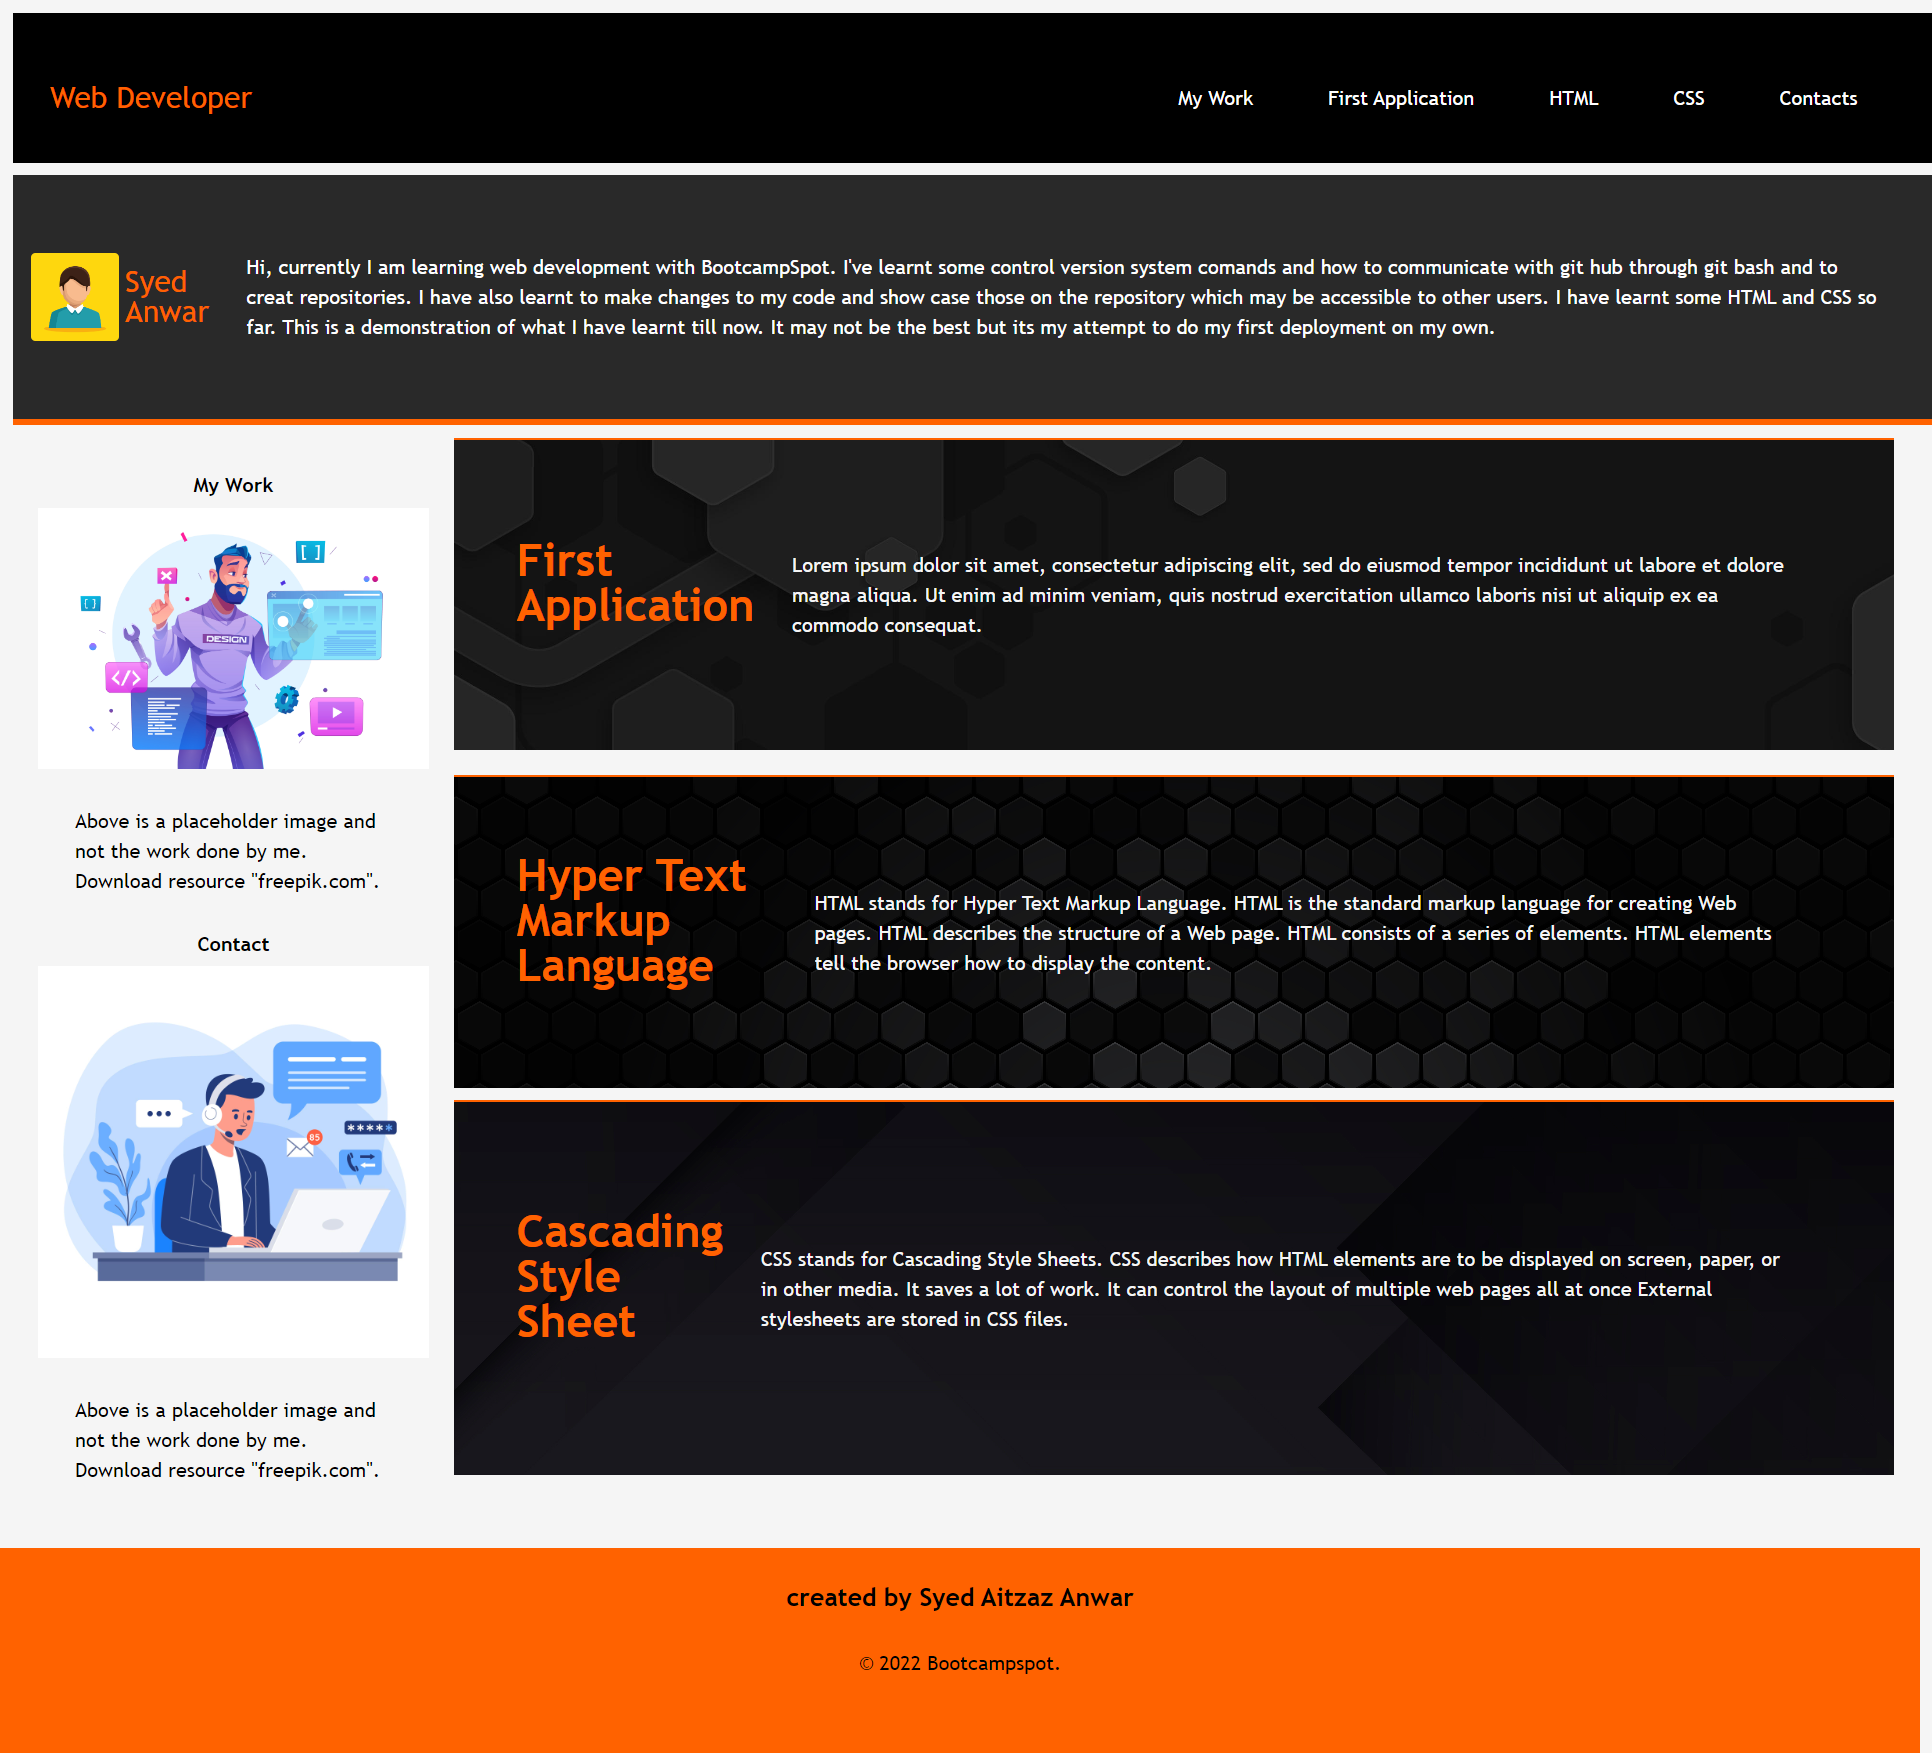 Web Developer
My Work
First Application
HTML
CSS
Contacts
Syed
Anwar
Hi, currently I am learning web development with BootcampSpot. I've learnt some control version system comands and how to communicate with git hub through git bash and to
creat repositories. I have also learnt to make changes to my code and show case those on the repository which may be accessible to other users. I have learnt some HTML and CSS so
far. This is a demonstration of what I have learnt till now. It may not be the best but its my attempt to do my first deployment on my own.
My Work
[ ]
[ ]
DESIGN
</>
Above is a placeholder image and
not the work done by me.
Download resource "freepik.com".
Contact
85
*****
Above is a placeholder image and
not the work done by me.
Download resource "freepik.com".
First
Application
Lorem ipsum dolor sit amet, consectetur adipiscing elit, sed do eiusmod tempor incididunt ut labore et dolore
magna aliqua. Ut enim ad minim veniam, quis nostrud exercitation ullamco laboris nisi ut aliquip ex ea
commodo consequat.
Hyper Text
Markup
Language
HTML stands for Hyper Text Markup Language. HTML is the standard markup language for creating Web
pages. HTML describes the structure of a Web page. HTML consists of a series of elements. HTML elements
tell the browser how to display the content.
Cascading
Style
Sheet
CSS stands for Cascading Style Sheets. CSS describes how HTML elements are to be displayed on screen, paper, or
in other media. It saves a lot of work. It can control the layout of multiple web pages all at once External
stylesheets are stored in CSS files.
created by Syed Aitzaz Anwar
© 2022 Bootcampspot.